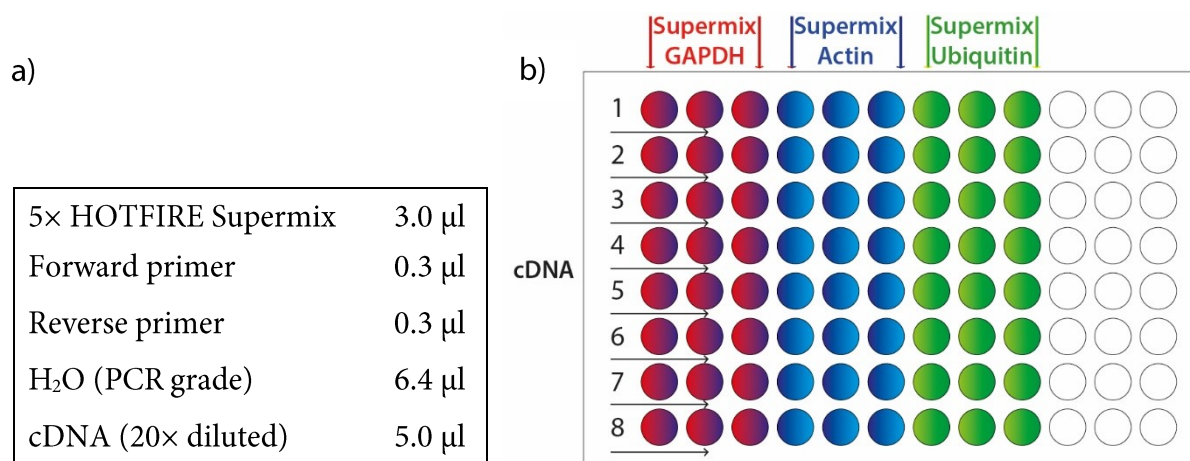 a)
5× HOTFIRE Supermix 3.0 µl
Forward primer 0.3 µl
Reverse primer 0.3 µl
H₂O (PCR grade) 6.4 µl
cDNA (20× diluted) 5.0 µl
b)
Supermix GAPDH
Supermix Actin
Supermix Ubiquitin
cDNA
1
2
3
4
5
6
7
8